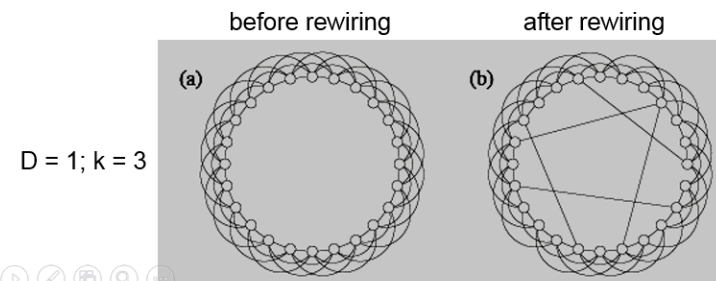 before rewiring
after rewiring
(a)
(b)
D = 1; k = 3